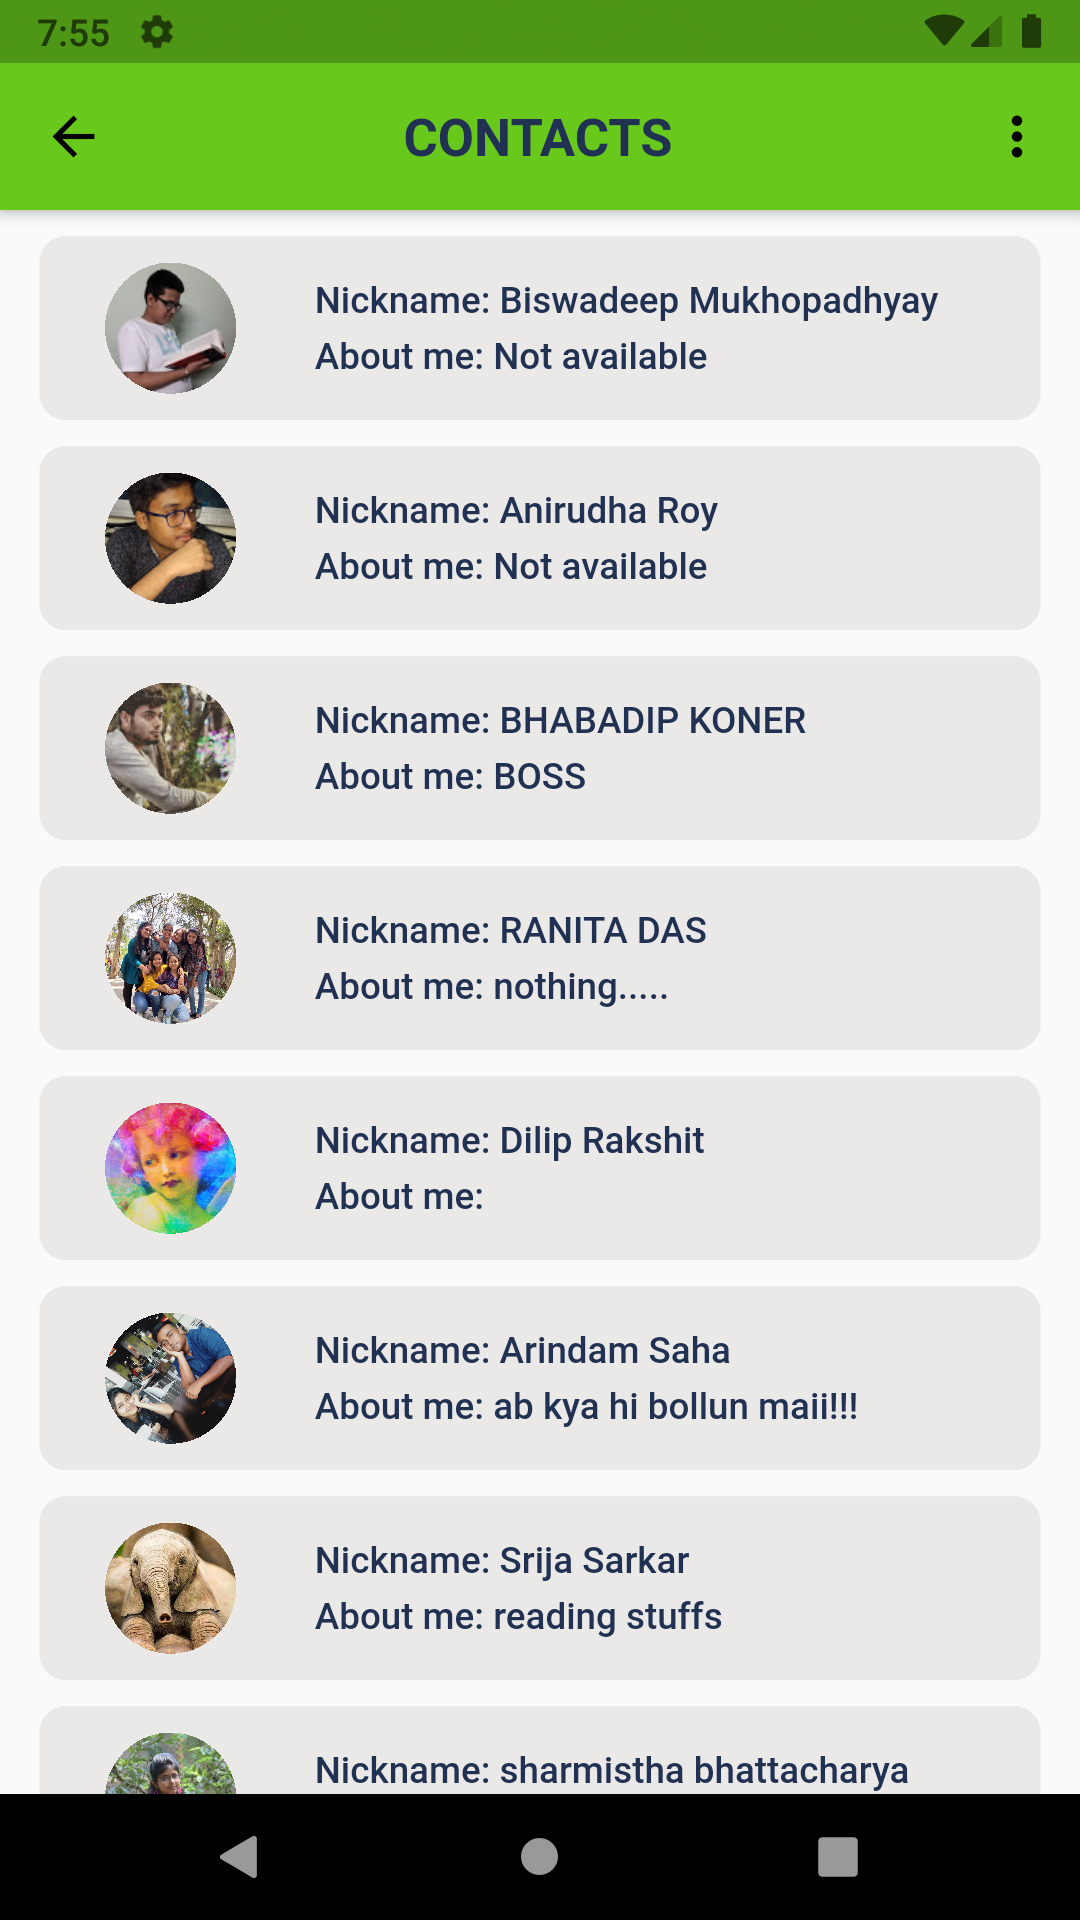 7:55
CONTACTS
Nickname: Biswadeep Mukhopadhyay
About me: Not available
Nickname: Anirudha Roy
About me: Not available
Nickname: BHABADIP KONER
About me: BOSS
Nickname: RANITA DAS
About me: nothing.....
Nickname: Dilip Rakshit
About me:
Nickname: Arindam Saha
About me: ab kya hi bollun maii!!!
Nickname: Srija Sarkar
About me: reading stuffs
Nickname: sharmistha bhattacharya